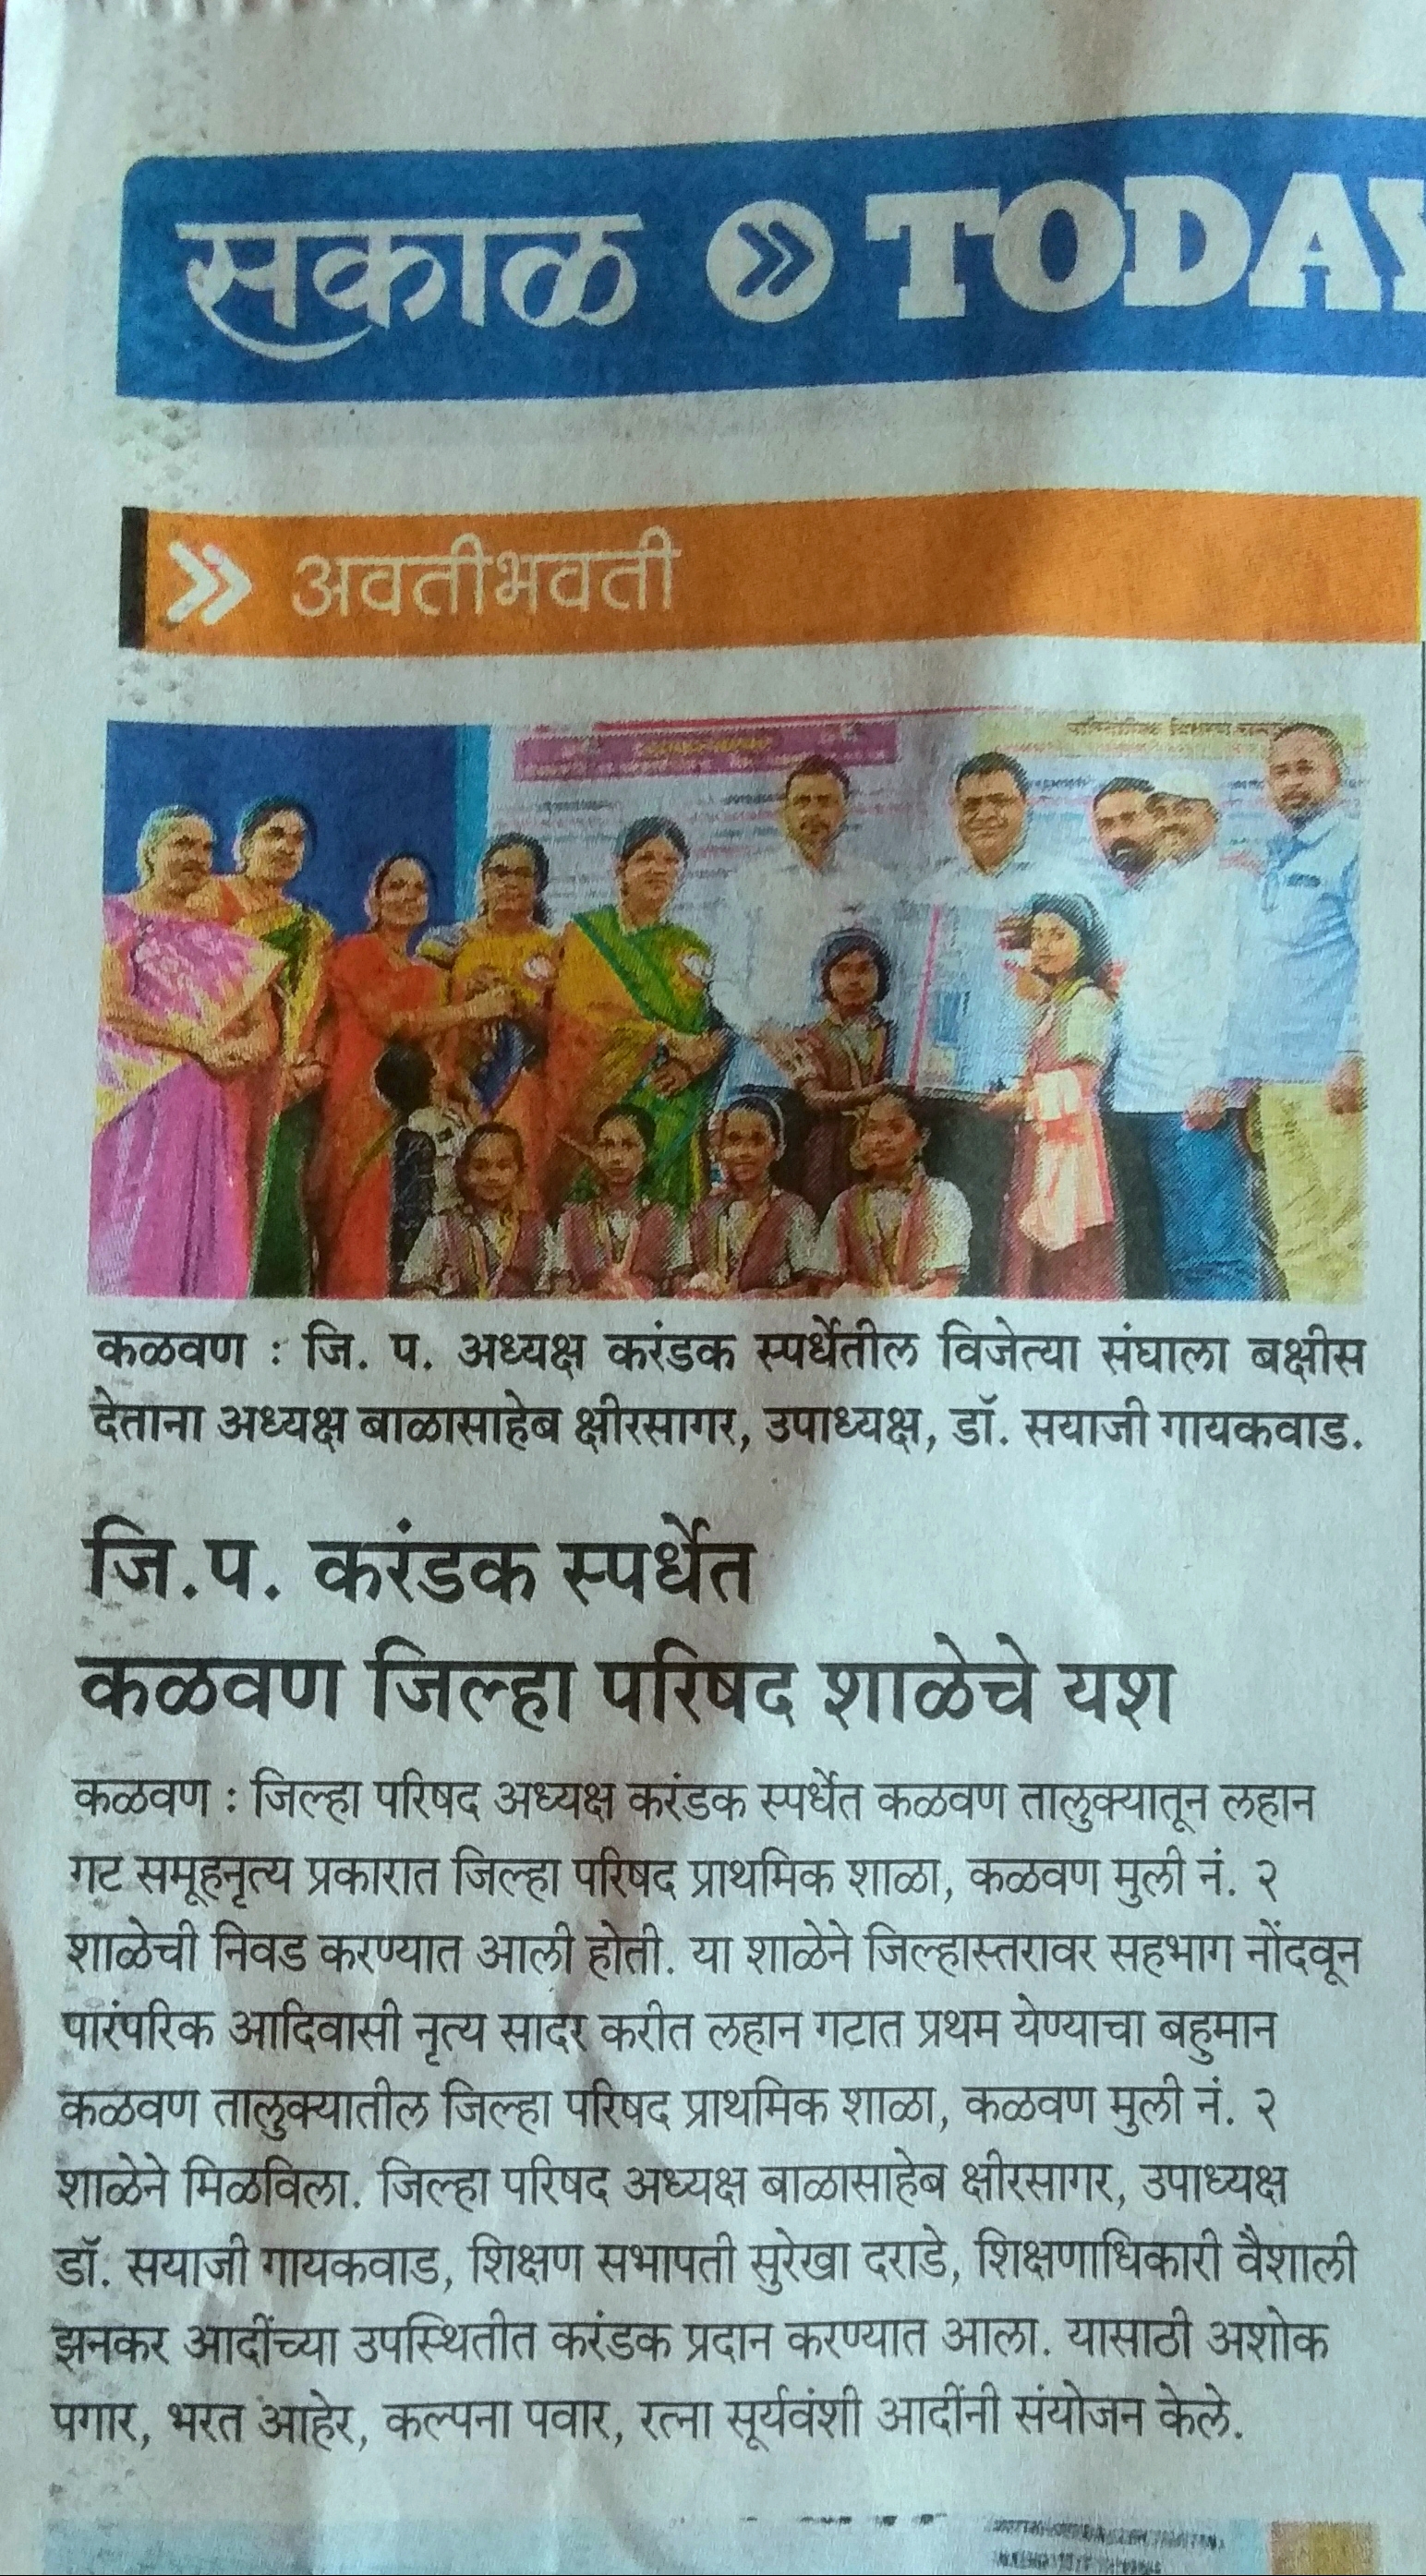 सकाळ » TODAY
» अवतीभवती
कळवण : जि. प. अध्यक्ष करंडक स्पर्धेतील विजेत्या संघाला बक्षीस
देताना अध्यक्ष बाळासाहेब क्षीरसागर, उपाध्यक्ष, डॉ. सयाजी गायकवाड.
जि.प. करंडक स्पर्धेत
कळवण जिल्हा परिषद शाळेचे यश
कळवण : जिल्हा परिषद अध्यक्ष करंडक स्पर्धेत कळवण तालुक्यातून लहान
गट समूहनृत्य प्रकारात जिल्हा परिषद प्राथमिक शाळा, कळवण मुली नं. २
शाळेची निवड करण्यात आली होती. या शाळेने जिल्हास्तरावर सहभाग नोंदवून
पारंपरिक आदिवासी नृत्य सादर करीत लहान गटात प्रथम येण्याचा बहुमान
कळवण तालुक्यातील जिल्हा परिषद प्राथमिक शाळा, कळवण मुली नं. २
शाळेने मिळविला. जिल्हा परिषद अध्यक्ष बाळासाहेब क्षीरसागर, उपाध्यक्ष
डॉ. सयाजी गायकवाड, शिक्षण सभापती सुरेखा दराडे, शिक्षणाधिकारी वैशाली
झनकर आदींच्या उपस्थितीत करंडक प्रदान करण्यात आला. यासाठी अशोक
पगार, भरत आहेर, कल्पना पवार, रत्ना सूर्यवंशी आदींनी संयोजन केले.